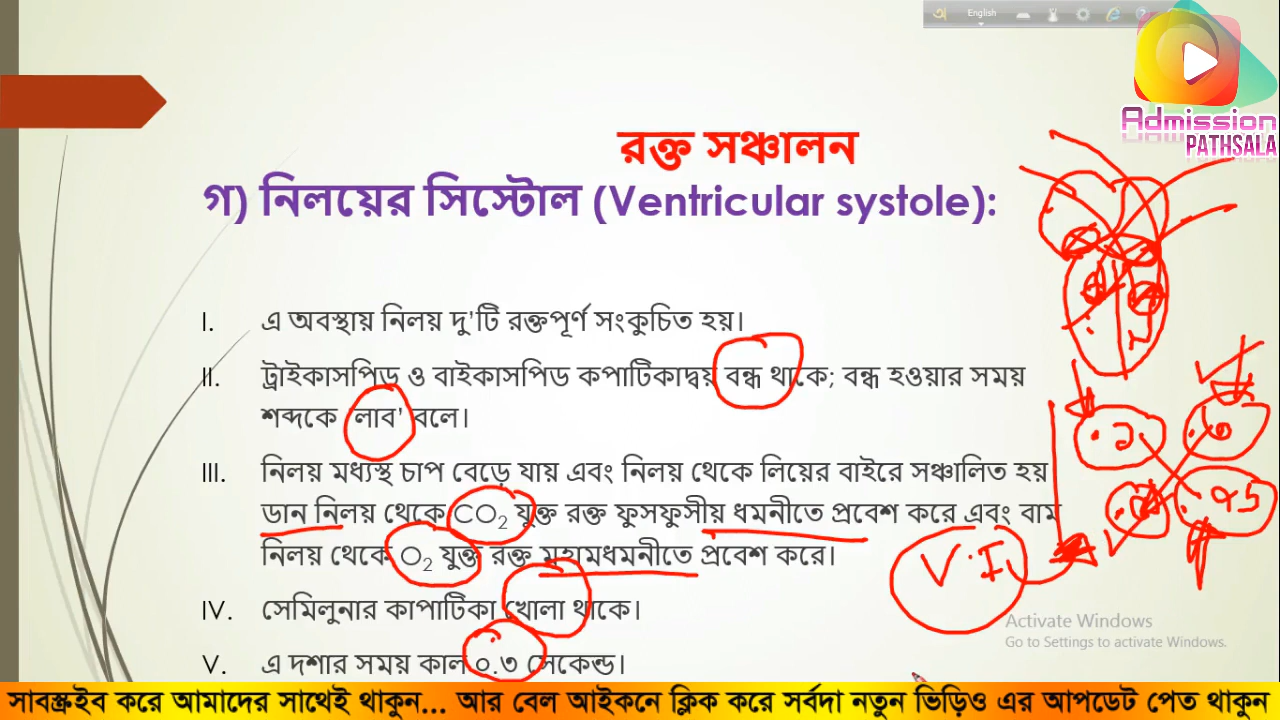 English
Admission
PATHSALA
রক্ত সঞ্চালন
গ) নিলয়ের সিস্টোল (Ventricular systole):
I. এ অবস্থায় নিলয় দু'টি রক্তপূর্ণ সংকুচিত হয়।
II. ট্রাইকাসপিড ও বাইকাসপিড কপাটিকাদ্বয় বন্ধ থাকে; বন্ধ হওয়ার সময়
শব্দকে 'লাব' বলে।
III. নিলয় মধ্যস্থ চাপ বেড়ে যায় এবং নিলয় থেকে লিয়ের বাইরে সঞ্চালিত হয়
ডান নিলয় থেকে CO₂ যুক্ত রক্ত ফুসফুসীয় ধমনীতে প্রবেশ করে এবং বাম
নিলয় থেকে O₂ যুক্ত রক্ত মহামধমনীতে প্রবেশ করে।
IV. সেমিলুনার কাপাটিকা খোলা থাকে।
V. এ দশার সময় কাল ০.৩ সেকেন্ড।
V.I
Activate Windows
Go to Settings to activate Windows.
সাবস্ক্রইব করে আমাদের সাথেই থাকুন... আর বেল আইকনে ক্লিক করে সর্বদা নতুন ভিড়িও এর আপডেট পেত থাকুন